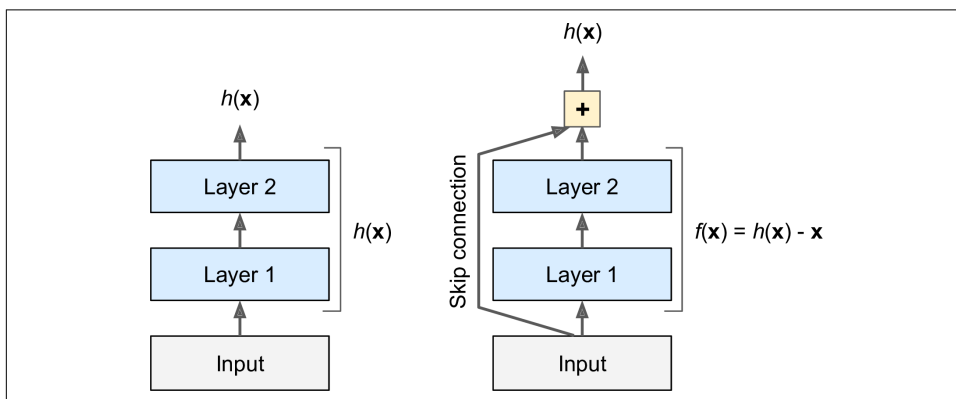 h(x)
Layer 2
Layer 1
h(x)
Input
h(x)
+
Skip connection
Layer 2
Layer 1
f(x) = h(x) - x
Input